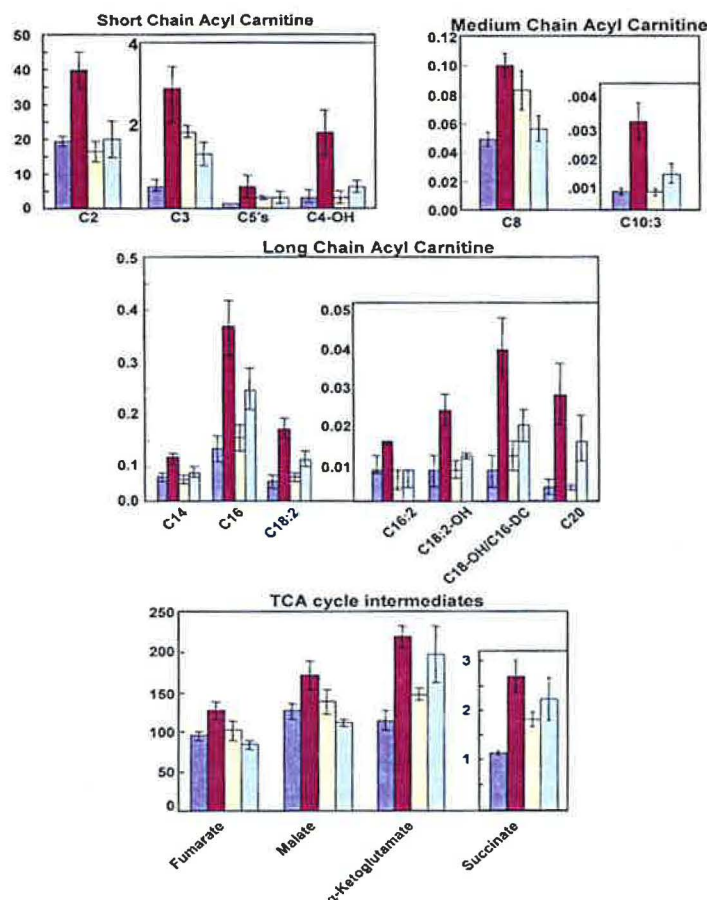 Short Chain Acyl Carnitine
50
40
30
20
10
0
4
2
C2
C3
C5's
C4-OH
Medium Chain Acyl Carnitine
0.12
0.10
0.08
0.06
0.04
0.02
0.00
.004
.003
.002
.001
C8
C10:3
Long Chain Acyl Carnitine
0.5
0.4
0.3
0.2
0.1
0.0
0.05
0.04
0.03
0.02
0.01
C14
C16
C18:2
C16:2
C18:2-OH
C18-OH/C16-DC
C20
TCA cycle intermediates
250
200
150
100
50
0
3
2
1
Fumarate
Malate
α-Ketoglutamate
Succinate